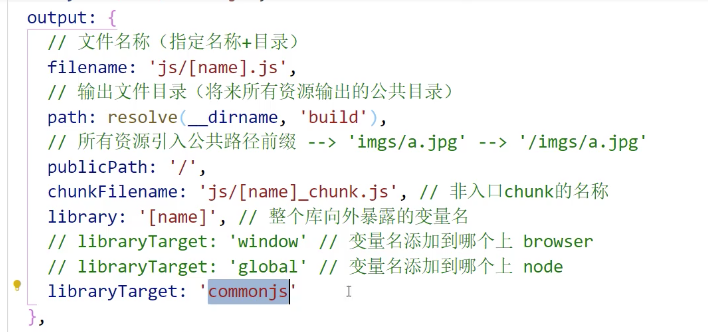 output: {
// 文件名称（指定名称+目录）
filename: 'js/[name].js',
// 输出文件目录（将来所有资源输出的公共目录）
path: resolve(__dirname, 'build'),
// 所有资源引入公共路径前缀 --> 'imgs/a.jpg' --> '/imgs/a.jpg'
publicPath: '/',
chunkFilename: 'js/[name]_chunk.js', // 非入口chunk的名称
library: '[name]', // 整个库向外暴露的变量名
// libraryTarget: 'window' // 变量名添加到哪个上 browser
// libraryTarget: 'global' // 变量名添加到哪个上 node
libraryTarget: 'commonjs'
},